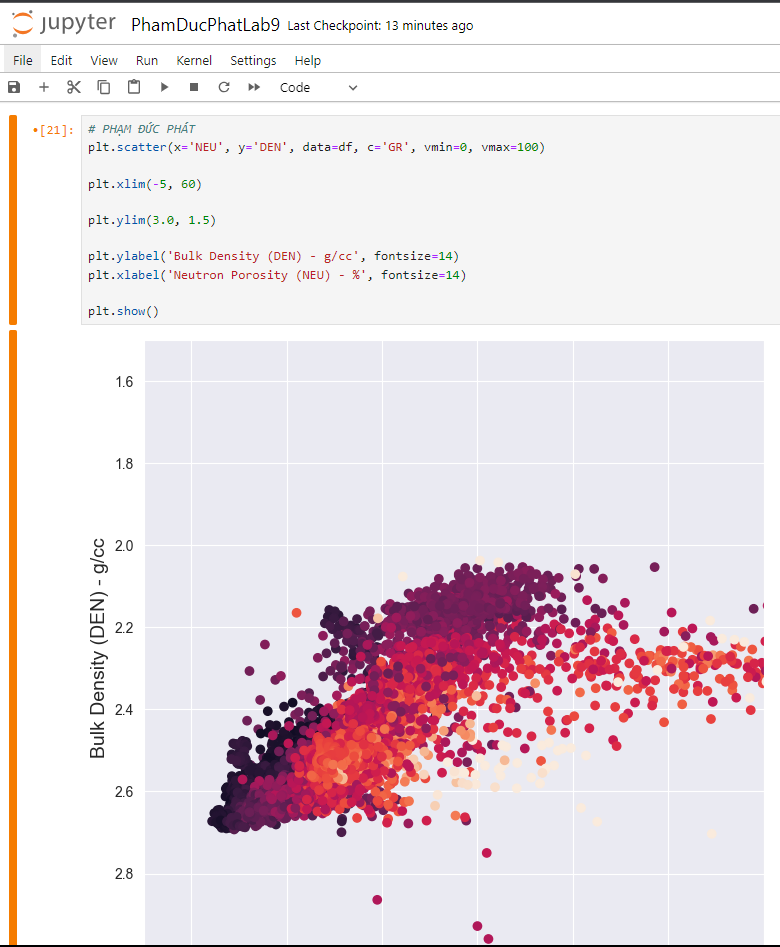 jupyter PhamDucPhatLab9 Last Checkpoint: 13 minutes ago
File Edit View Run Kernel Settings Help
Code
[21]:
# PHẠM ĐỨC PHÁT
plt.scatter(x='NEU', y='DEN', data=df, c='GR', vmin=0, vmax=100)
plt.xlim(-5, 60)
plt.ylim(3.0, 1.5)
plt.ylabel('Bulk Density (DEN) - g/cc', fontsize=14)
plt.xlabel('Neutron Porosity (NEU) - %', fontsize=14)
plt.show()
1.6
1.8
2.0
2.2
2.4
2.6
2.8
Bulk Density (DEN) - g/cc